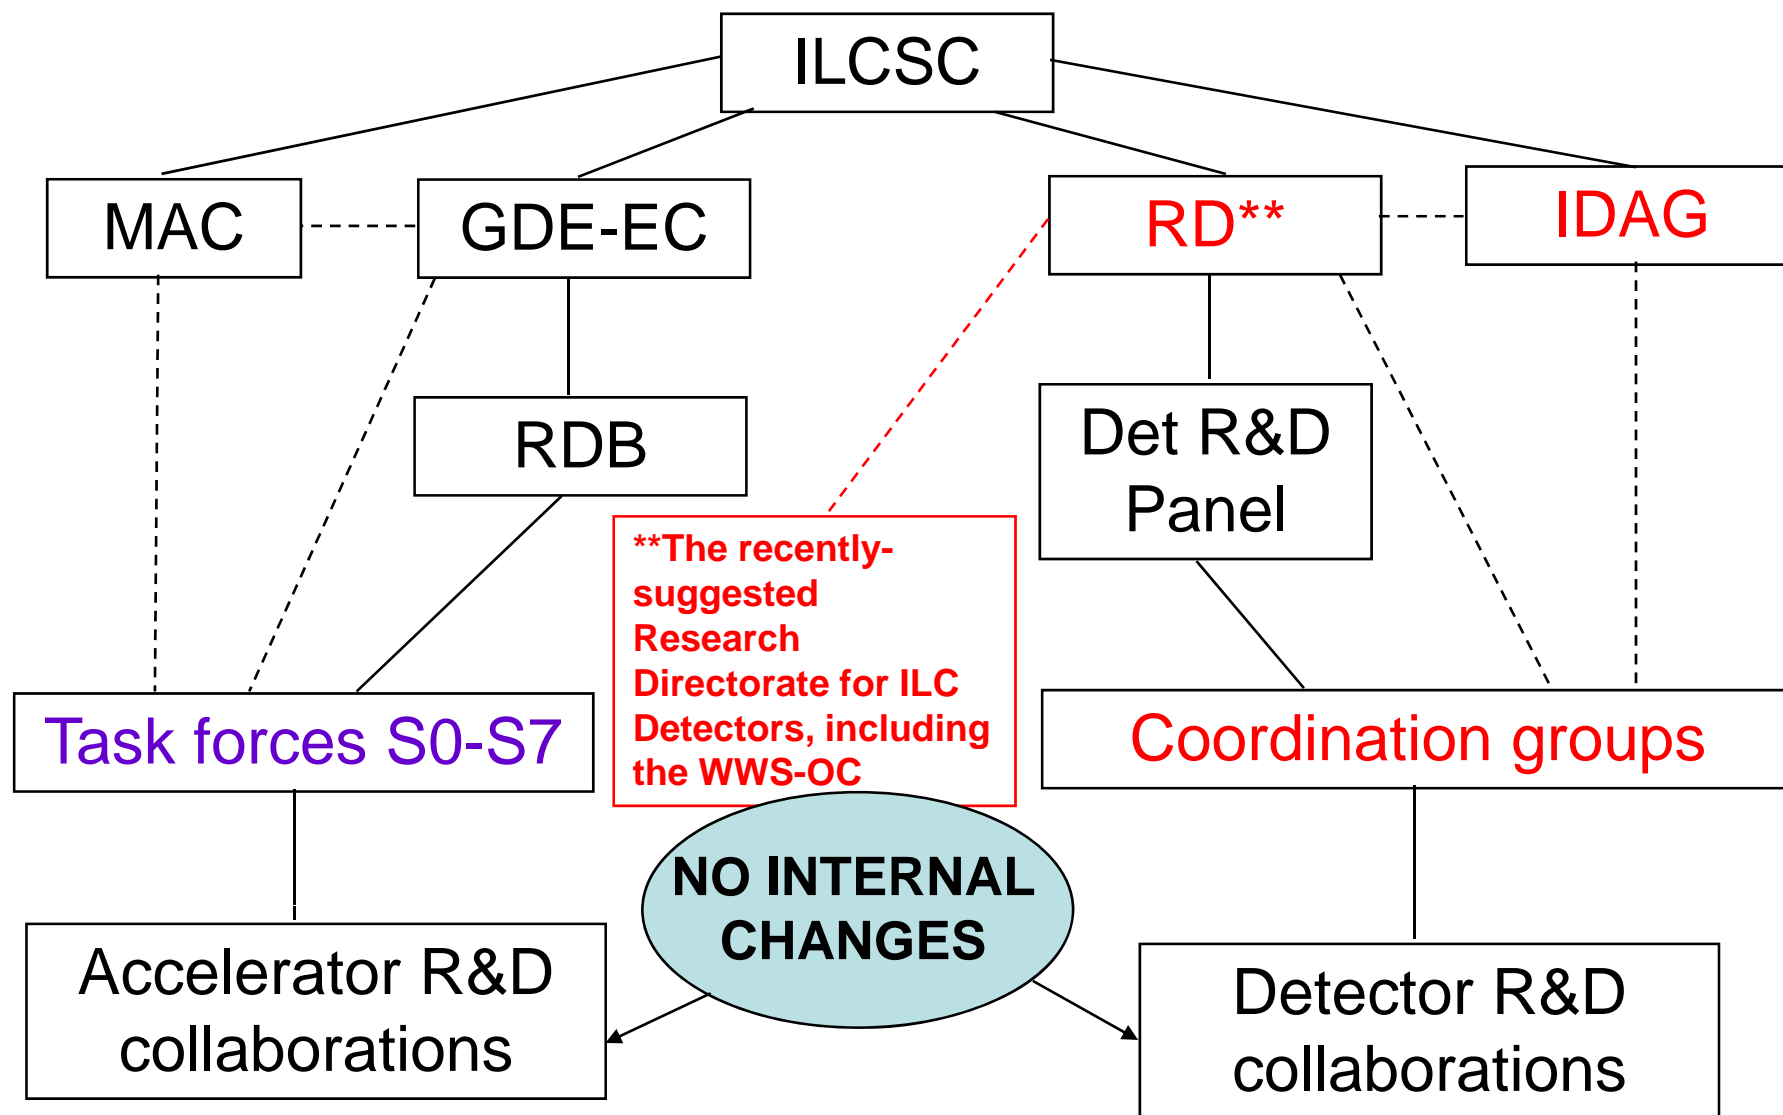 ILCSC
MAC
GDE-EC
RD**
IDAG
RDB
Det R&D
Panel
**The recently-
suggested
Research
Directorate for ILC
Detectors, including
the WWS-OC
Task forces S0-S7
Coordination groups
NO INTERNAL
CHANGES
Accelerator R&D
collaborations
Detector R&D
collaborations